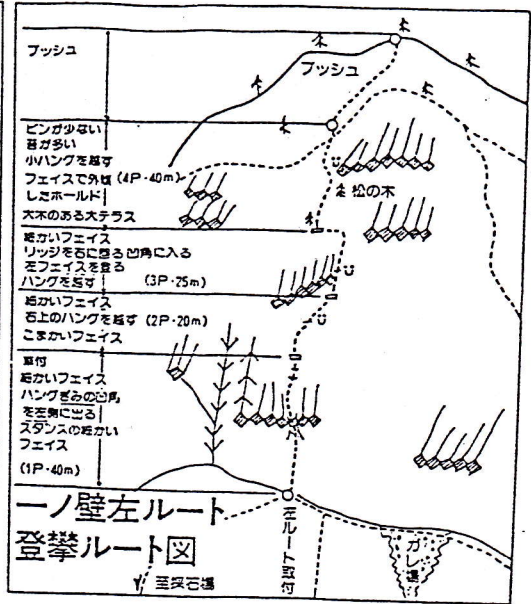 ブッシュ
ブッシュ
ピンが少ない
苔が多い
小ハングを越す
フェイスで外傾 (4P・40m)
したホールド
大木のある大テラス
松の木
細かいフェイス
リッジを右に登る凹角に入る
左フェイスを登る
ハングを越す (3P・25m)
細かいフェイス
右上のハングを越す (2P・20m)
こまかいフェイス
取付
細かいフェイス
ハングぎみの凹角
を左側に出る
スタンスの細かい
フェイス
(1P・40m)
一ノ壁左ルート
登攀ルート図
左ルート取付
ガレ場
至採石場